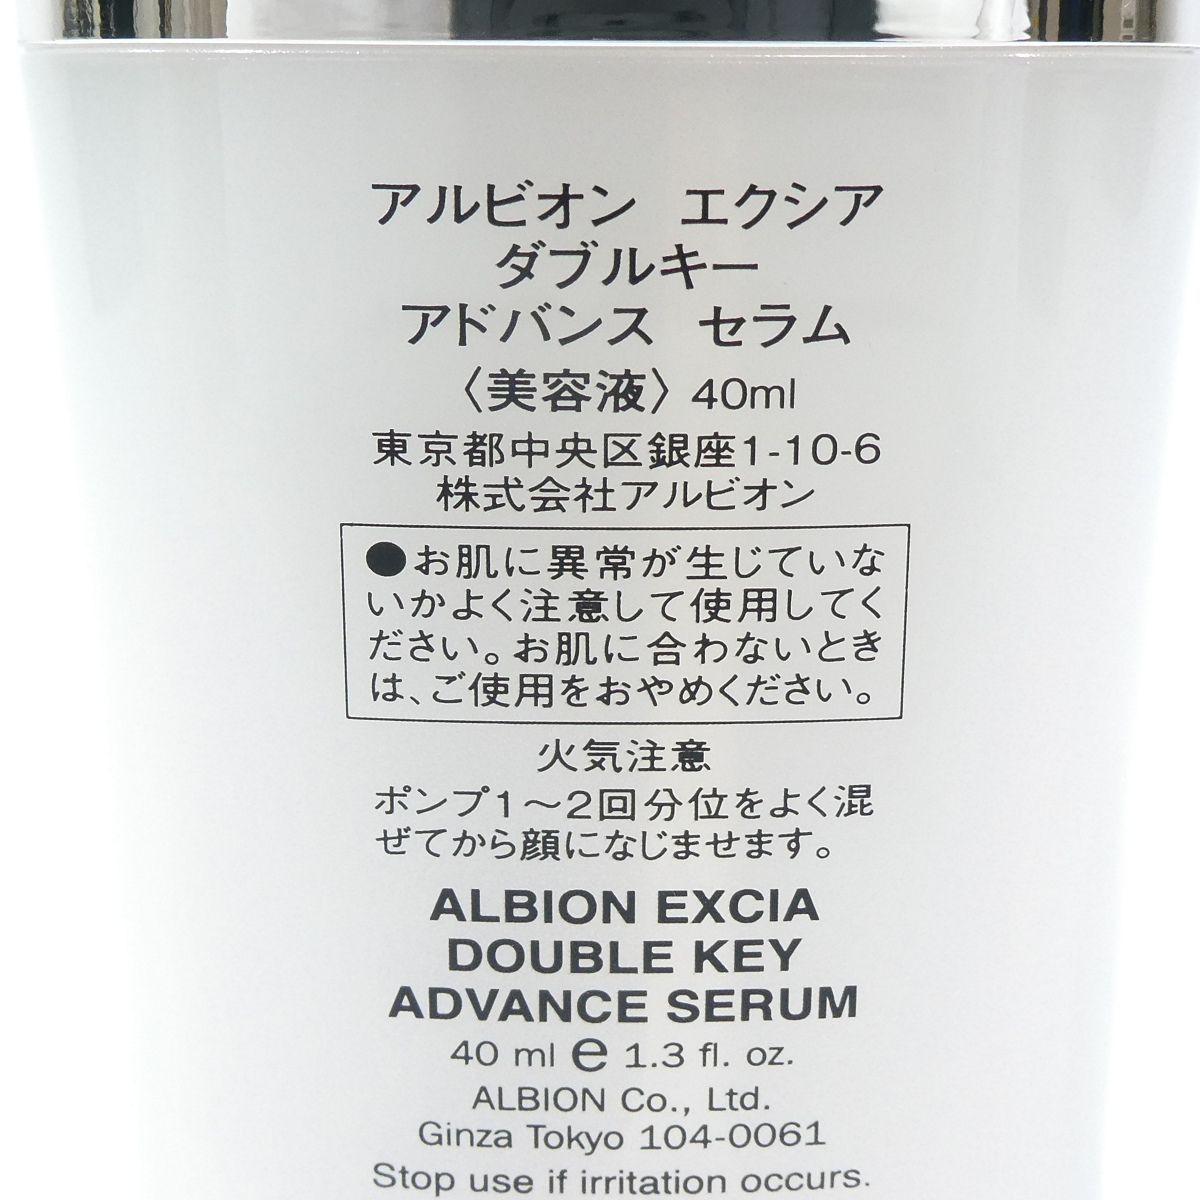 アルビオン エクシア
ダブルキー
アドバンス セラム
〈美容液〉40ml
東京都中央区銀座1-10-6
株式会社アルビオン
●お肌に異常が生じていな
いかよく注意して使用してく
ださい。お肌に合わないとき
は、ご使用をおやめください。
火気注意
ポンプ1〜2回分位をよく混
ぜてから顔になじませます。
ALBION EXCIA
DOUBLE KEY
ADVANCE SERUM
40 ml e 1.3 fl. oz.
ALBION Co., Ltd.
Ginza Tokyo 104-0061
Stop use if irritation occurs.